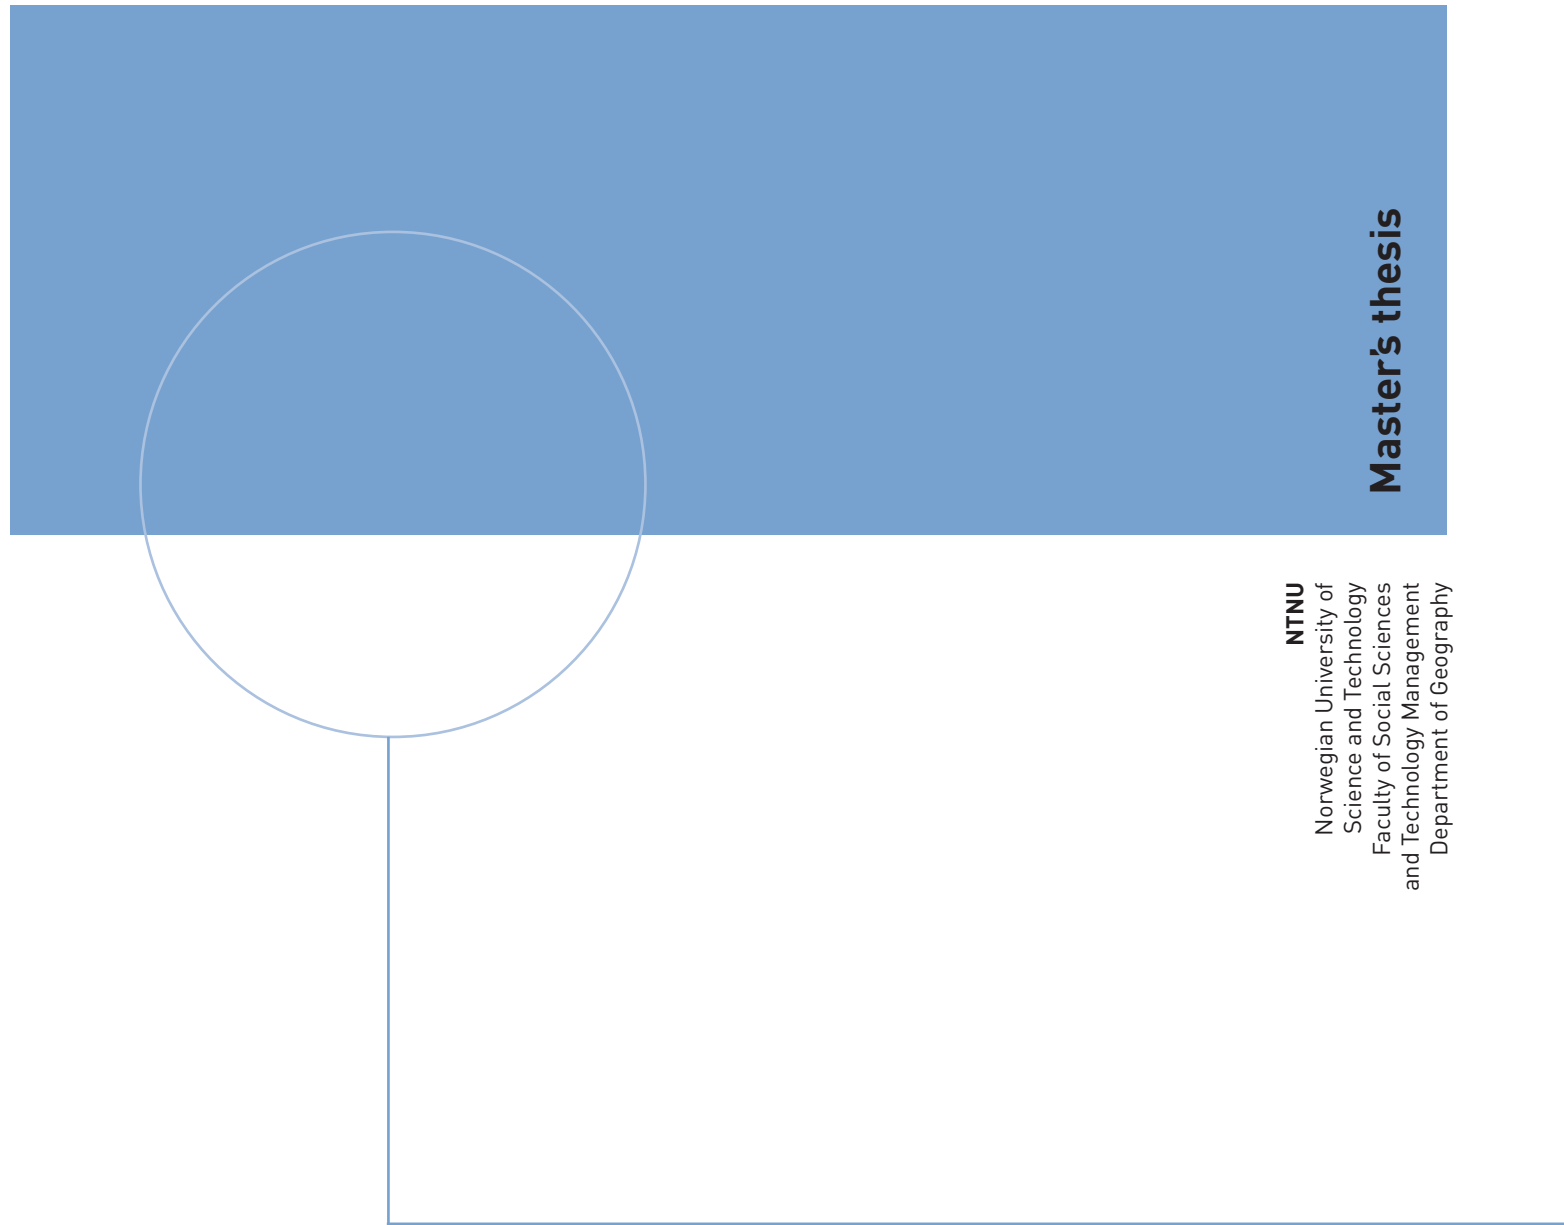 Master's thesis
NTNU
Norwegian University of
Science and Technology
Faculty of Social Sciences
and Technology Management
Department of Geography